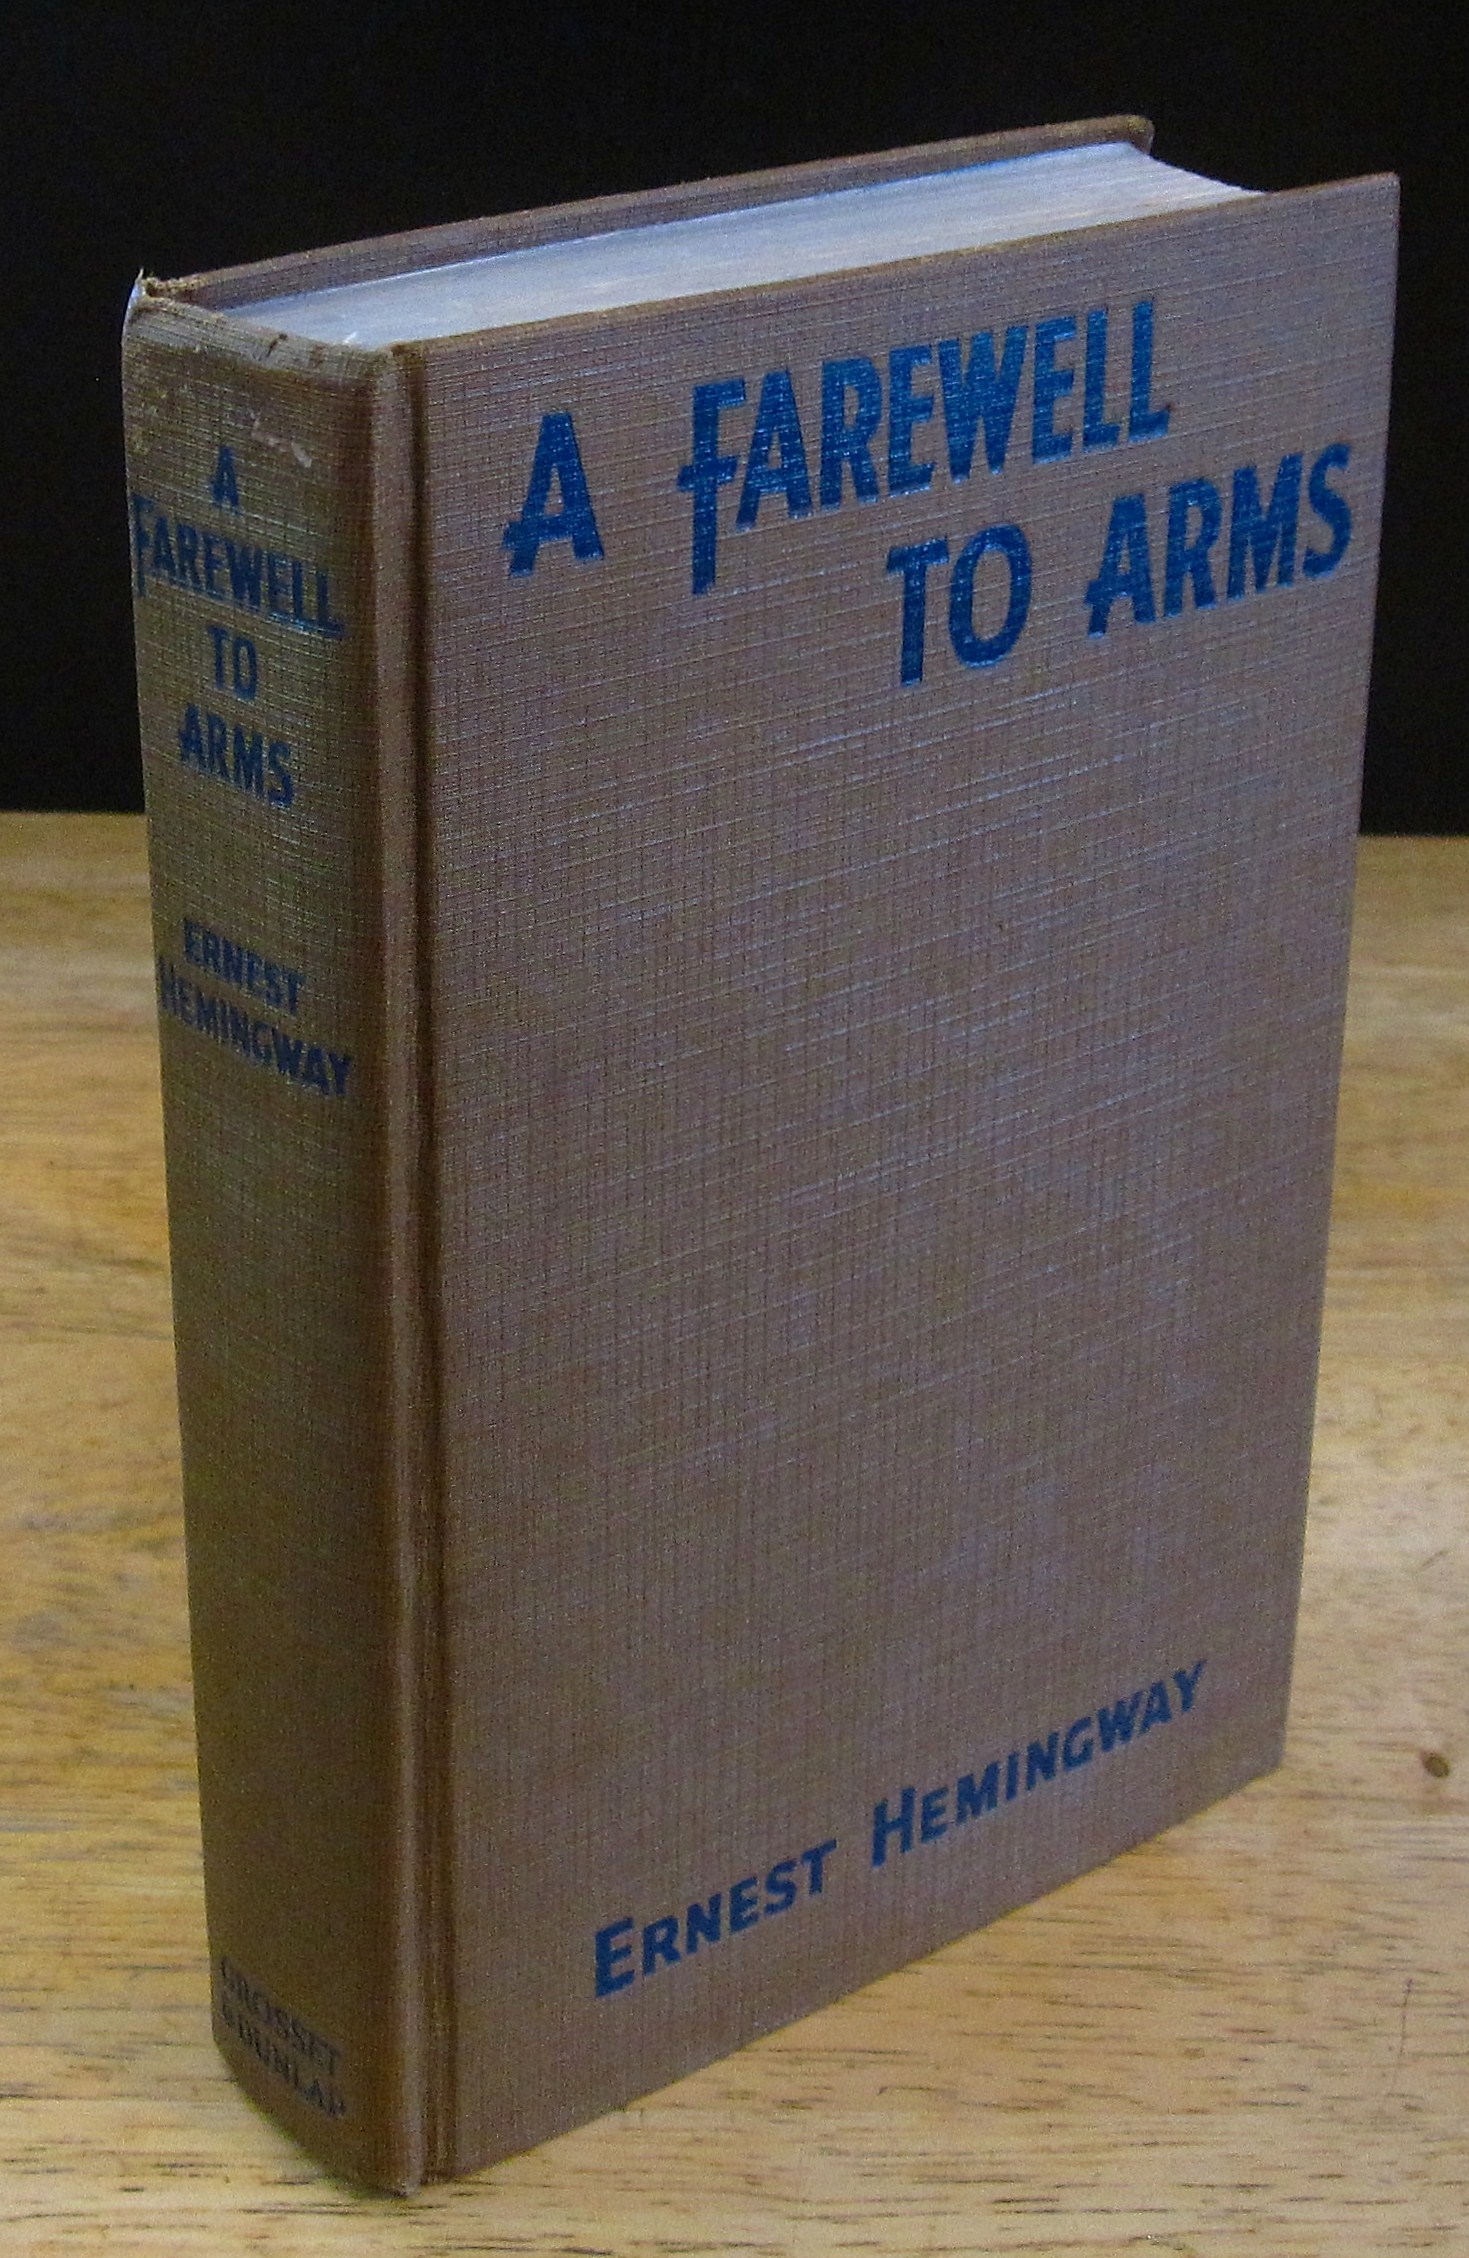 A
FAREWELL
TO
ARMS
ERNEST
HEMINGWAY
GROSSET
& DUNLAP
A FAREWELL
TO ARMS
ERNEST HEMINGWAY